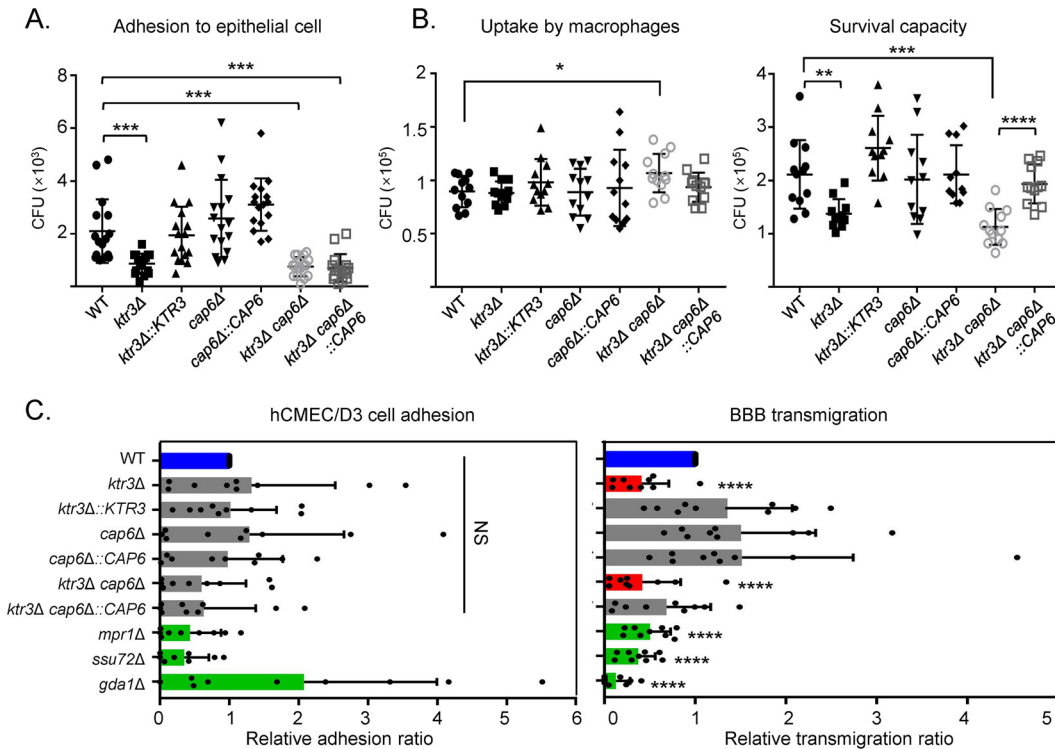 A.
Adhesion to epithelial cell
CFU (×10³)
8
6
4
2
***
***
***
WT
ktr3Δ
ktr3Δ::KTR3
cap6Δ
cap6Δ::CAP6
ktr3Δ cap6Δ
ktr3Δ cap6Δ
::CAP6
B.
Uptake by macrophages
CFU (×10⁵)
2
1.5
1
0.5
*
WT
ktr3Δ
ktr3Δ::KTR3
cap6Δ
cap6Δ::CAP6
ktr3Δ cap6Δ
ktr3Δ cap6Δ
::CAP6
Survival capacity
CFU (×10⁵)
4
3
2
1
***
**
****
WT
ktr3Δ
ktr3Δ::KTR3
cap6Δ
cap6Δ::CAP6
ktr3Δ cap6Δ
ktr3Δ cap6Δ
::CAP6
C.
hCMEC/D3 cell adhesion
WT
ktr3Δ
ktr3Δ::KTR3
cap6Δ
cap6Δ::CAP6
ktr3Δ cap6Δ
ktr3Δ cap6Δ::CAP6
mpr1Δ
ssu72Δ
gda1Δ
NS
0 1 2 3 4 5 6
Relative adhesion ratio
BBB transmigration
****
****
****
****
****
0 1 2 3 4 5
Relative transmigration ratio